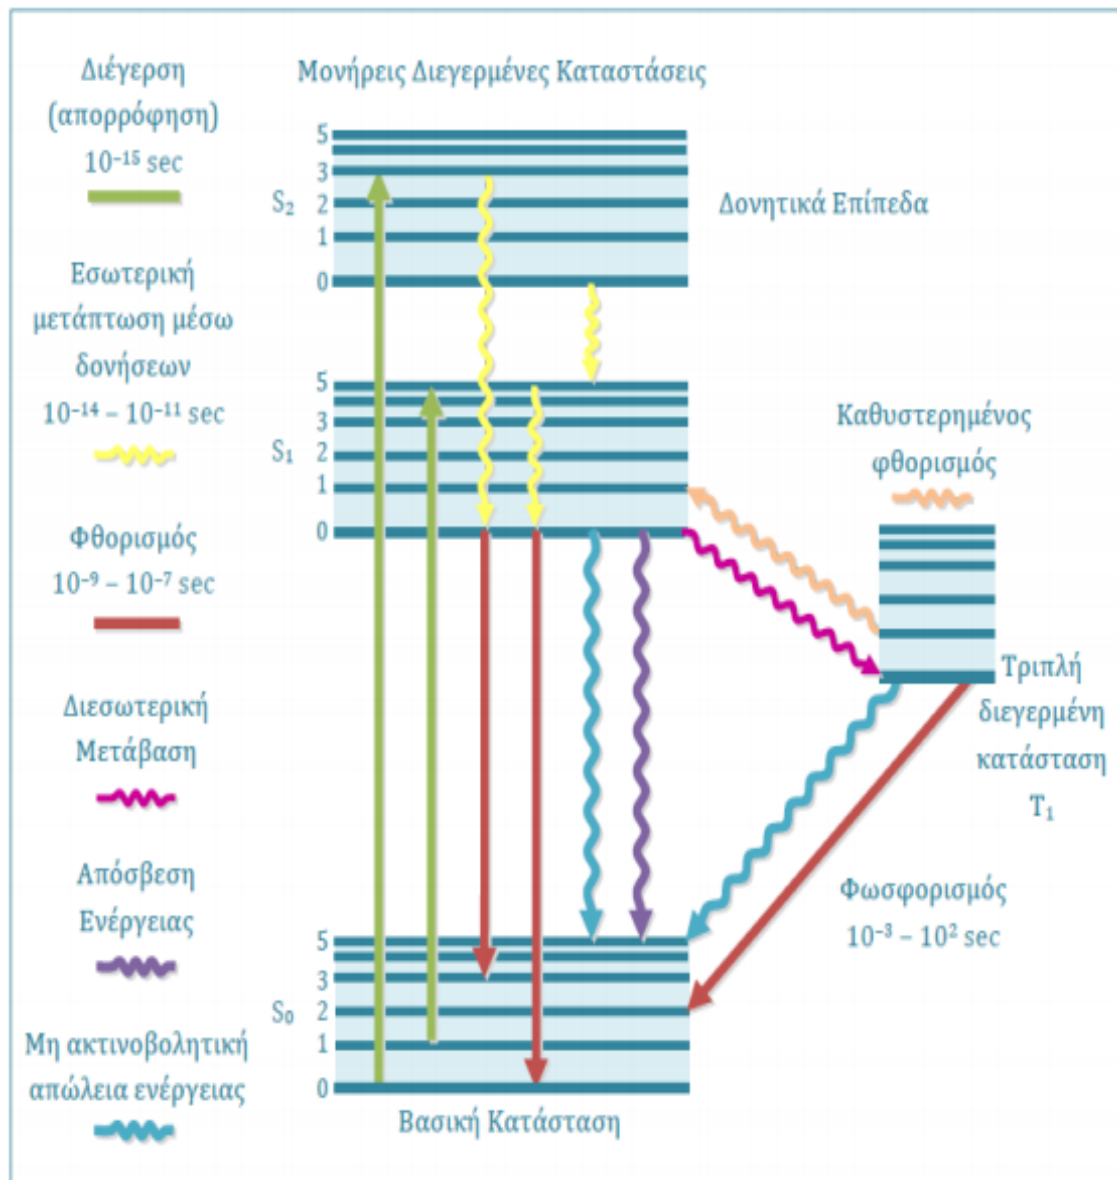 Διέγερση
(απορρόφηση)
10⁻¹⁵ sec
Εσωτερική
μετάπτωση μέσω
δονήσεων
10⁻¹⁴ – 10⁻¹¹ sec
Φθορισμός
10⁻⁹ – 10⁻⁷ sec
Διεσωτερική
Μετάβαση
Απόσβεση
Ενέργειας
Μη ακτινοβολητική
απώλεια ενέργειας
Μονήρεις Διεγερμένες Καταστάσεις
5
3
S₂ 2
1
0
Δονητικά Επίπεδα
5
3
S₁ 2
1
0
Καθυστερημένος
φθορισμός
Τριπλή
διεγερμένη
κατάσταση
T₁
Φωσφορισμός
10⁻³ – 10² sec
5
3
S₀ 2
1
0
Βασική Κατάσταση